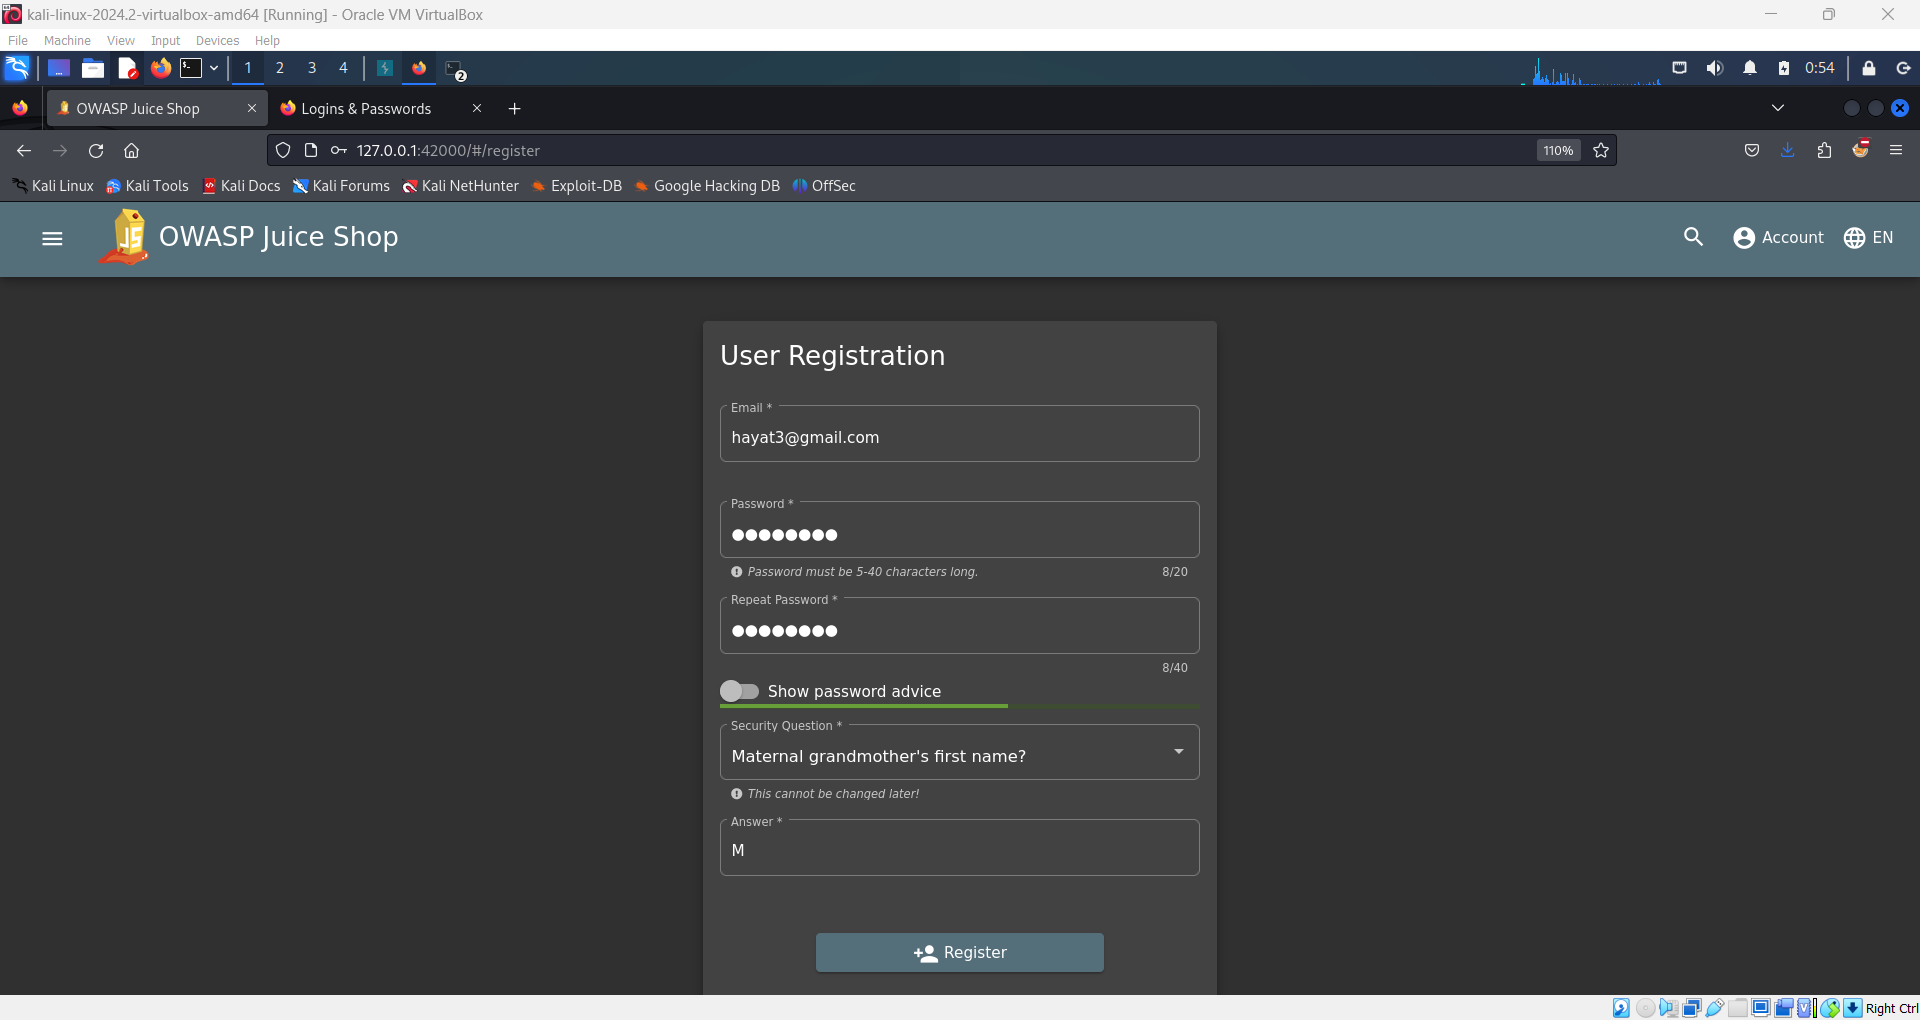 kali-linux-2024.2-virtualbox-amd64 [Running] - Oracle VM VirtualBox
File Machine View Input Devices Help
1 2 3 4 2 0:54
OWASP Juice Shop Logins & Passwords
127.0.0.1:42000/#/register 110%
Kali Linux Kali Tools Kali Docs Kali Forums Kali NetHunter Exploit-DB Google Hacking DB OffSec
JS OWASP Juice Shop Account EN
User Registration
Email *
hayat3@gmail.com
Password *
●●●●●●●●
Password must be 5-40 characters long. 8/20
Repeat Password *
●●●●●●●●
8/40
Show password advice
Security Question *
Maternal grandmother's first name?
This cannot be changed later!
Answer *
M
Register
Right Ctrl